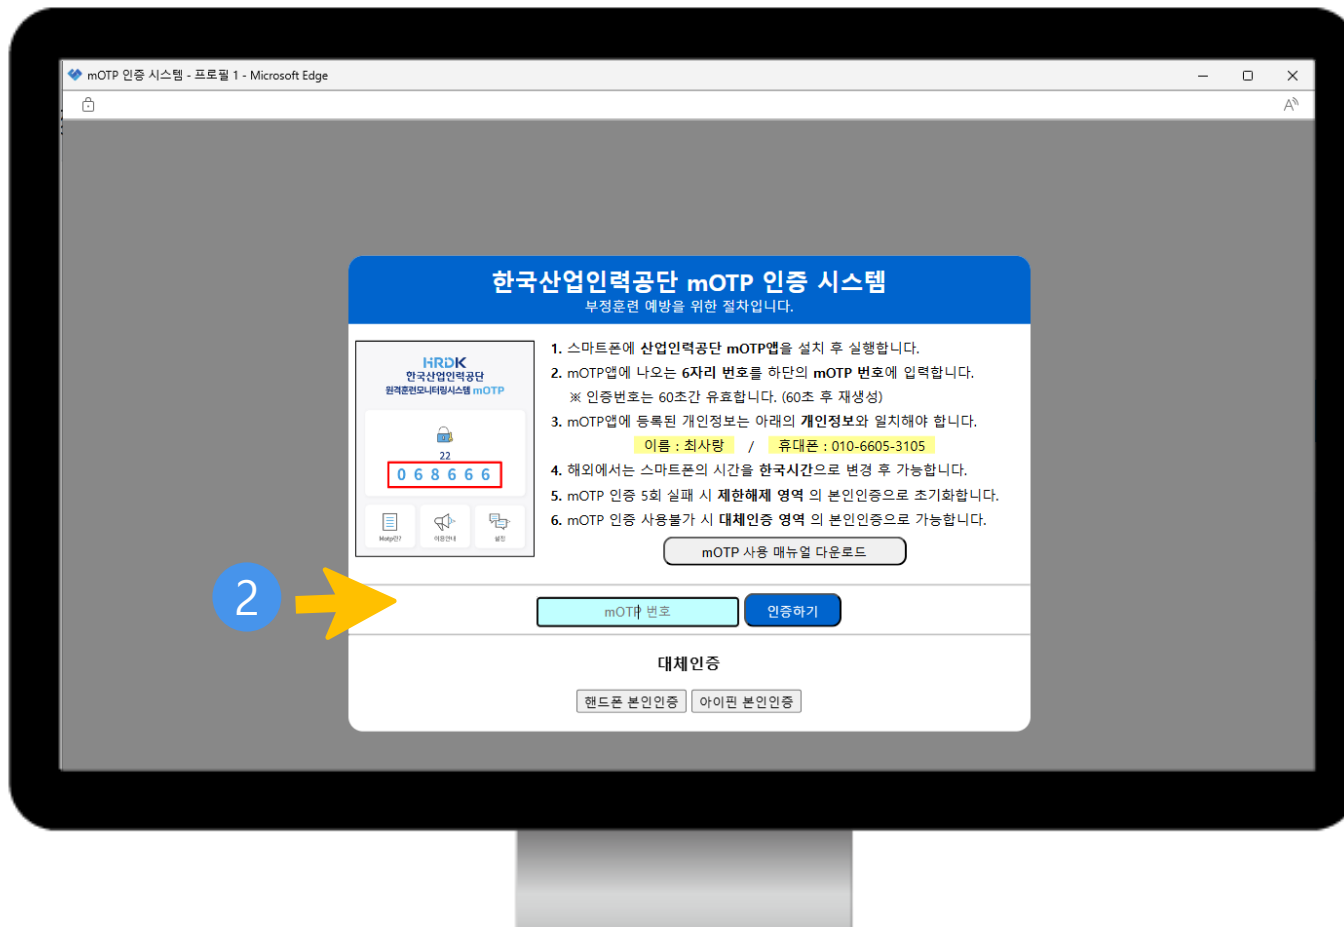 mOTP 인증 시스템 - 프로필 1 - Microsoft Edge
한국산업인력공단 mOTP 인증 시스템
부정훈련 예방을 위한 절차입니다.
HRDK
한국산업인력공단
원격훈련모니터링시스템 mOTP
22
0 6 8 6 6 6
Motp란?
이용안내
설정
1. 스마트폰에 산업인력공단 mOTP앱을 설치 후 실행합니다.
2. mOTP앱에 나오는 6자리 번호를 하단의 mOTP 번호에 입력합니다.
※ 인증번호는 60초간 유효합니다. (60초 후 재생성)
3. mOTP앱에 등록된 개인정보는 아래의 개인정보와 일치해야 합니다.
이름 : 최사랑 / 휴대폰 : 010-6605-3105
4. 해외에서는 스마트폰의 시간을 한국시간으로 변경 후 가능합니다.
5. mOTP 인증 5회 실패 시 제한해제 영역 의 본인인증으로 초기화합니다.
6. mOTP 인증 사용불가 시 대체인증 영역 의 본인인증으로 가능합니다.
mOTP 사용 매뉴얼 다운로드
2
mOTP 번호
인증하기
대체인증
핸드폰 본인인증 아이핀 본인인증